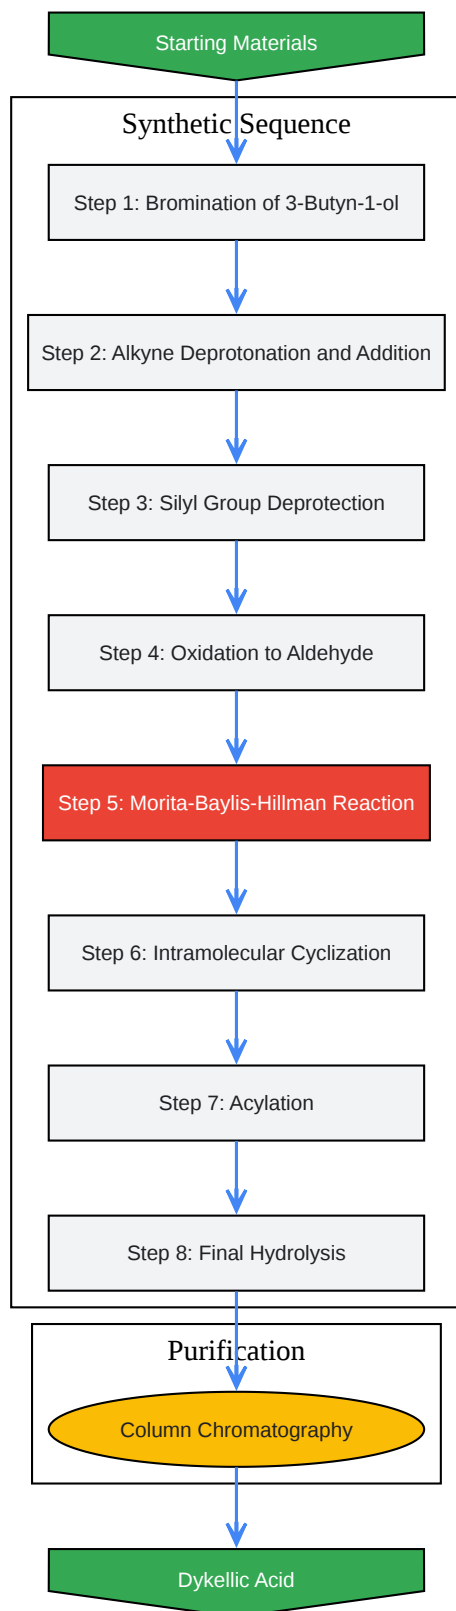 Starting Materials
Synthetic Sequence
Step 1: Bromination of 3-Butyn-1-ol
Step 2: Alkyne Deprotonation and Addition
Step 3: Silyl Group Deprotection
Step 4: Oxidation to Aldehyde
Step 5: Morita-Baylis-Hillman Reaction
Step 6: Intramolecular Cyclization
Step 7: Acylation
Step 8: Final Hydrolysis
Purification
Column Chromatography
Dykellic Acid